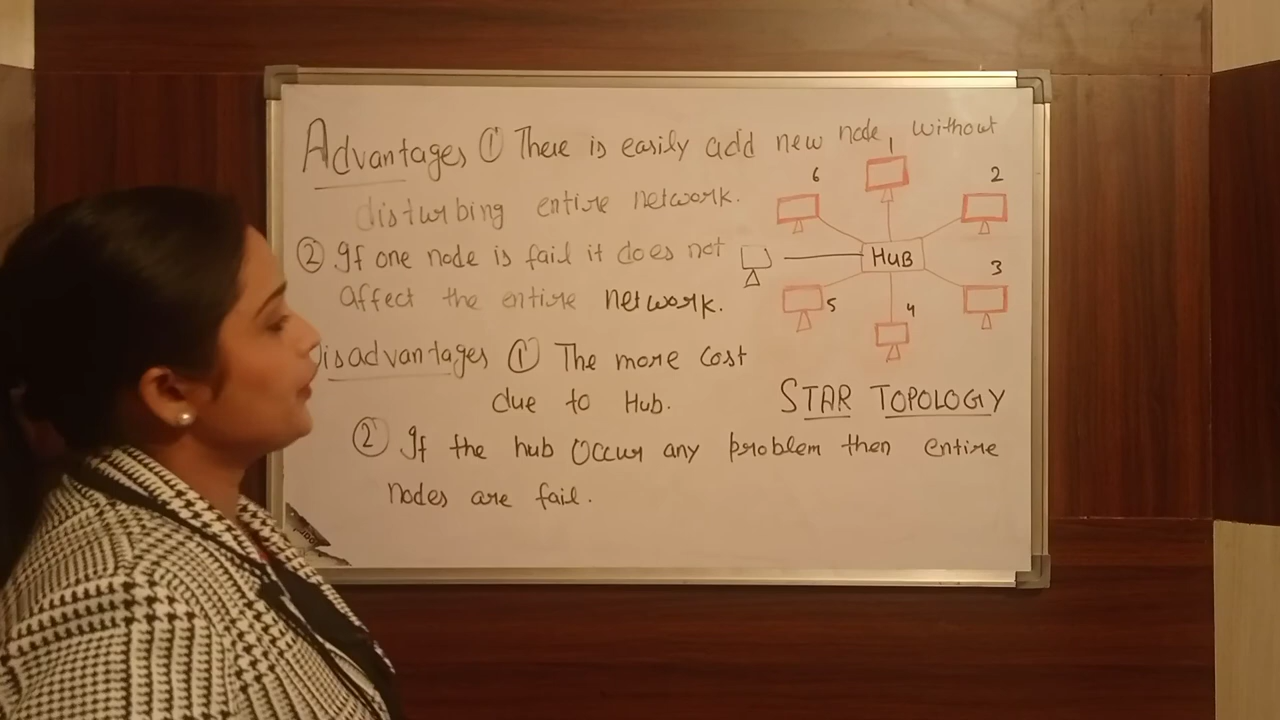 Advantages ① There is easily add new node, without
disturbing entire network.
② If one node is fail it does not
affect the entire network.
Disadvantages ① The more cost
due to Hub.
② If the hub occur any problem then entire
nodes are fail.
1
6
2
HUB
3
5
4
STAR TOPOLOGY